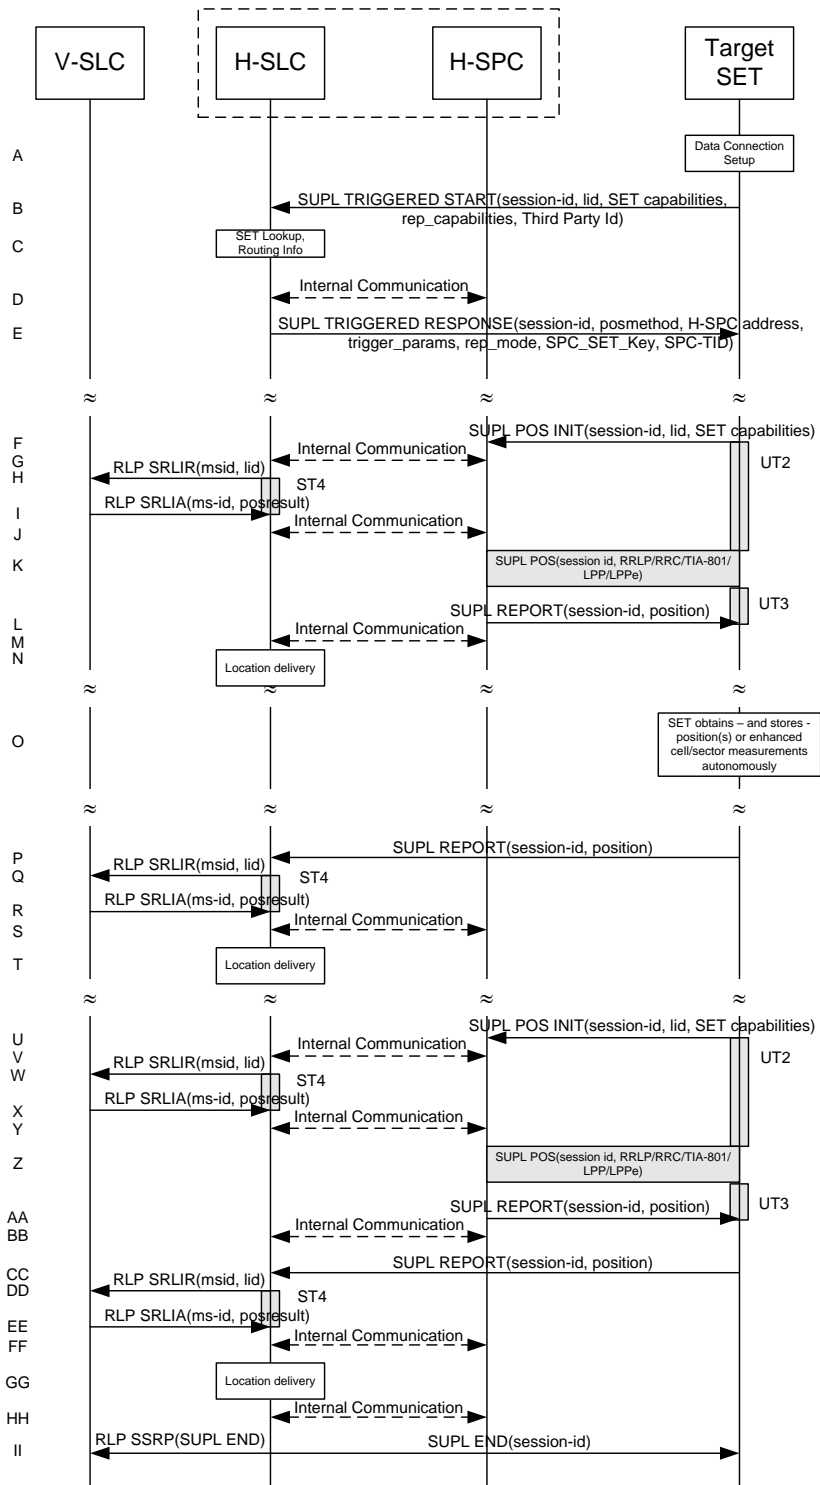 V-SLC
H-SLC
H-SPC
Target
SET
A
Data Connection
Setup
B
SUPL TRIGGERED START(session-id, lid, SET capabilities,
rep_capabilities, Third Party Id)
C
SET Lookup,
Routing Info
D
Internal Communication
E
SUPL TRIGGERED RESPONSE(session-id, posmethod, H-SPC address,
trigger_params, rep_mode, SPC_SET_Key, SPC-TID)
≈ ≈ ≈ ≈
F
SUPL POS INIT(session-id, lid, SET capabilities)
G
Internal Communication
UT2
H
RLP SRLIR(msid, lid)
ST4
I
RLP SRLIA(ms-id, posresult)
J
Internal Communication
K
SUPL POS(session id, RRLP/RRC/TIA-801/
LPP/LPPe)
UT3
L
SUPL REPORT(session-id, position)
M
Internal Communication
N
Location delivery
≈ ≈ ≈ ≈
O
SET obtains – and stores -
position(s) or enhanced
cell/sector measurements
autonomously
≈ ≈ ≈ ≈
P
SUPL REPORT(session-id, position)
Q
RLP SRLIR(msid, lid)
ST4
R
RLP SRLIA(ms-id, posresult)
S
Internal Communication
T
Location delivery
≈ ≈ ≈ ≈
U
SUPL POS INIT(session-id, lid, SET capabilities)
V
Internal Communication
UT2
W
RLP SRLIR(msid, lid)
ST4
X
RLP SRLIA(ms-id, posresult)
Y
Internal Communication
Z
SUPL POS(session id, RRLP/RRC/TIA-801/
LPP/LPPe)
UT3
AA
SUPL REPORT(session-id, position)
BB
Internal Communication
CC
SUPL REPORT(session-id, position)
DD
RLP SRLIR(msid, lid)
ST4
EE
RLP SRLIA(ms-id, posresult)
FF
Internal Communication
GG
Location delivery
HH
Internal Communication
II
RLP SSRP(SUPL END)
SUPL END(session-id)